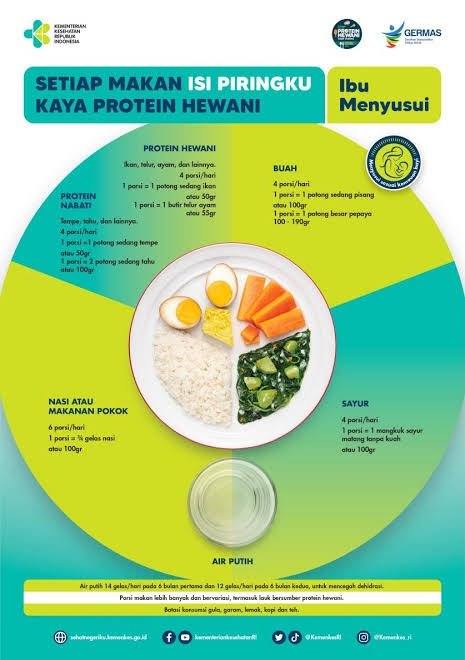 KEMENTERIAN
KESEHATAN
REPUBLIK
INDONESIA
PROTEIN
HEWANI
GERMAS
SETIAP MAKAN ISI PIRINGKU
KAYA PROTEIN HEWANI
Ibu
Menyusui
PROTEIN HEWANI
Ikan, telur, ayam, dan lainnya.
4 porsi/hari
1 porsi = 1 potong sedang ikan
atau 50gr
1 porsi = 1 butir telur ayam
atau 55gr
BUAH
4 porsi/hari
1 porsi = 1 potong sedang pisang
atau 100gr
1 porsi = 1 potong besar pepaya
100 - 190gr
PROTEIN
NABATI
Tempe, tahu, dan lainnya.
4 porsi/hari
1 porsi =1 potong sedang tempe
atau 50gr
1 porsi = 2 potong sedang tahu
atau 100gr
NASI ATAU
MAKANAN POKOK
6 porsi/hari
1 porsi = ¾ gelas nasi
atau 100gr
SAYUR
4 porsi/hari
1 porsi = 1 mangkuk sayur
matang tanpa kuah
atau 100gr
AIR PUTIH
Air putih 14 gelas/hari pada 6 bulan pertama dan 12 gelas/hari pada 6 bulan kedua, untuk mencegah dehidrasi.
Porsi makan lebih banyak dan bervariasi, termasuk lauk bersumber protein hewani.
Batasi konsumsi gula, garam, lemak, kopi dan teh.
sehatnegeriku.kemenkes.go.id
kementeriankesehatanRI
@KemenkesRI
@Kemenkes_ri